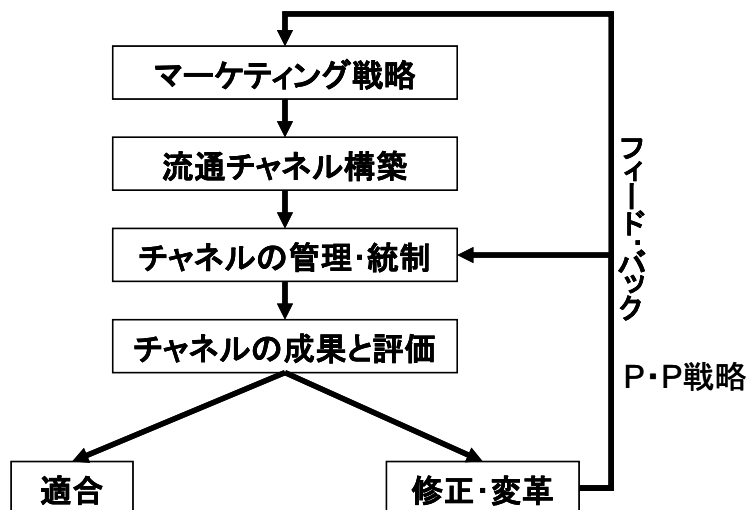 マーケティング戦略
流通チャネル構築
チャネルの管理・統制
チャネルの成果と評価
適合
修正・変革
フィード・バック
P・P戦略